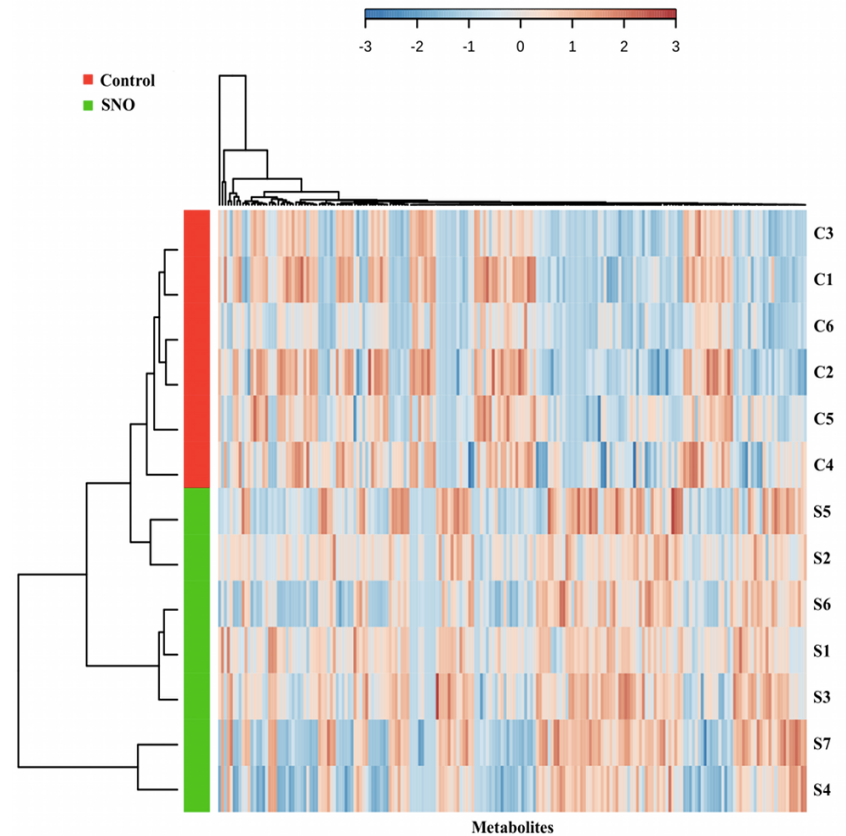 -3 -2 -1 0 1 2 3
Control
SNO
C3
C1
C6
C2
C5
C4
S5
S2
S6
S1
S3
S7
S4
Metabolites